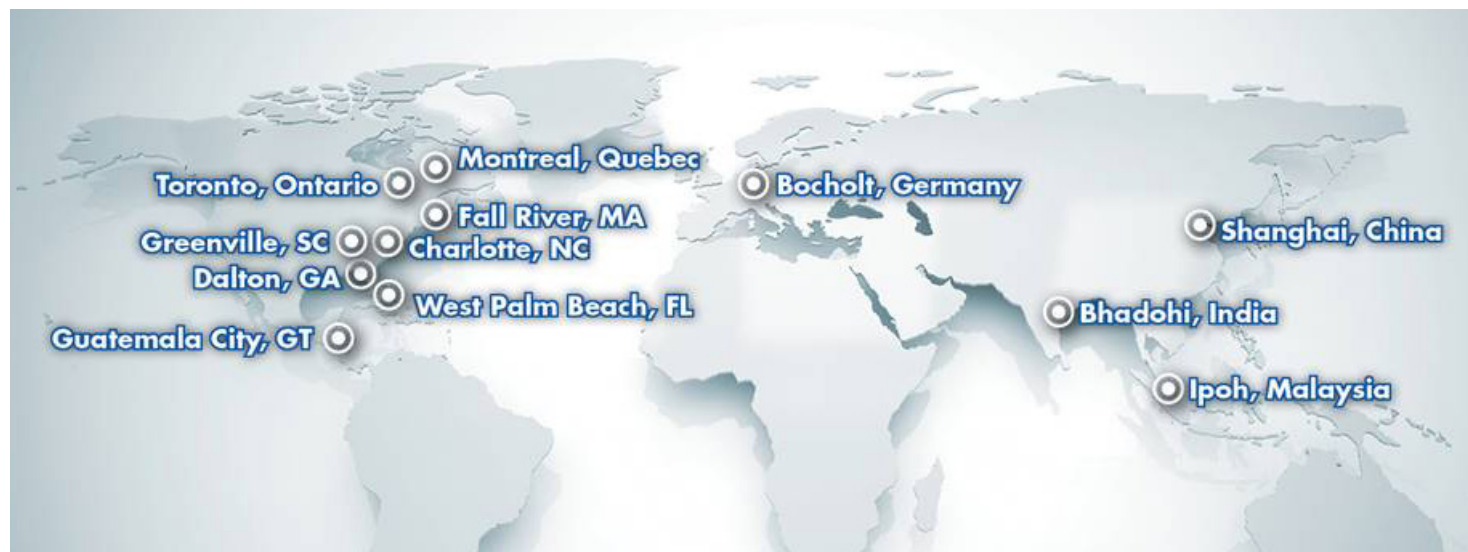 Montreal, Quebec
Toronto, Ontario
Bocholt, Germany
Fall River, MA
Shanghai, China
Greenville, SC
Charlotte, NC
Dalton, GA
West Palm Beach, FL
Bhadohi, India
Guatemala City, GT
Ipoh, Malaysia